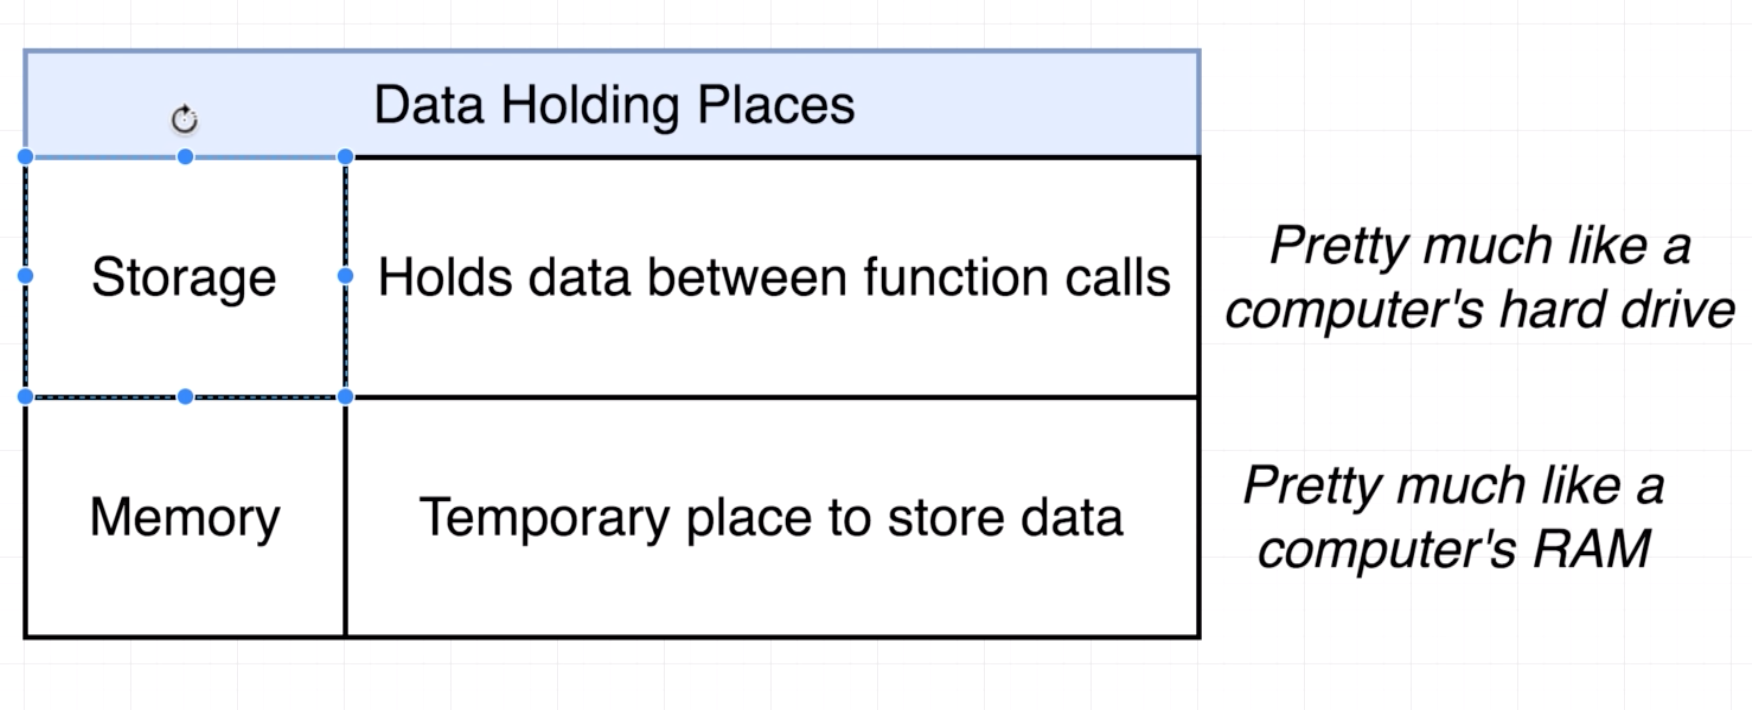 Data Holding Places
Storage
Holds data between function calls
Pretty much like a
computer's hard drive
Memory
Temporary place to store data
Pretty much like a
computer's RAM